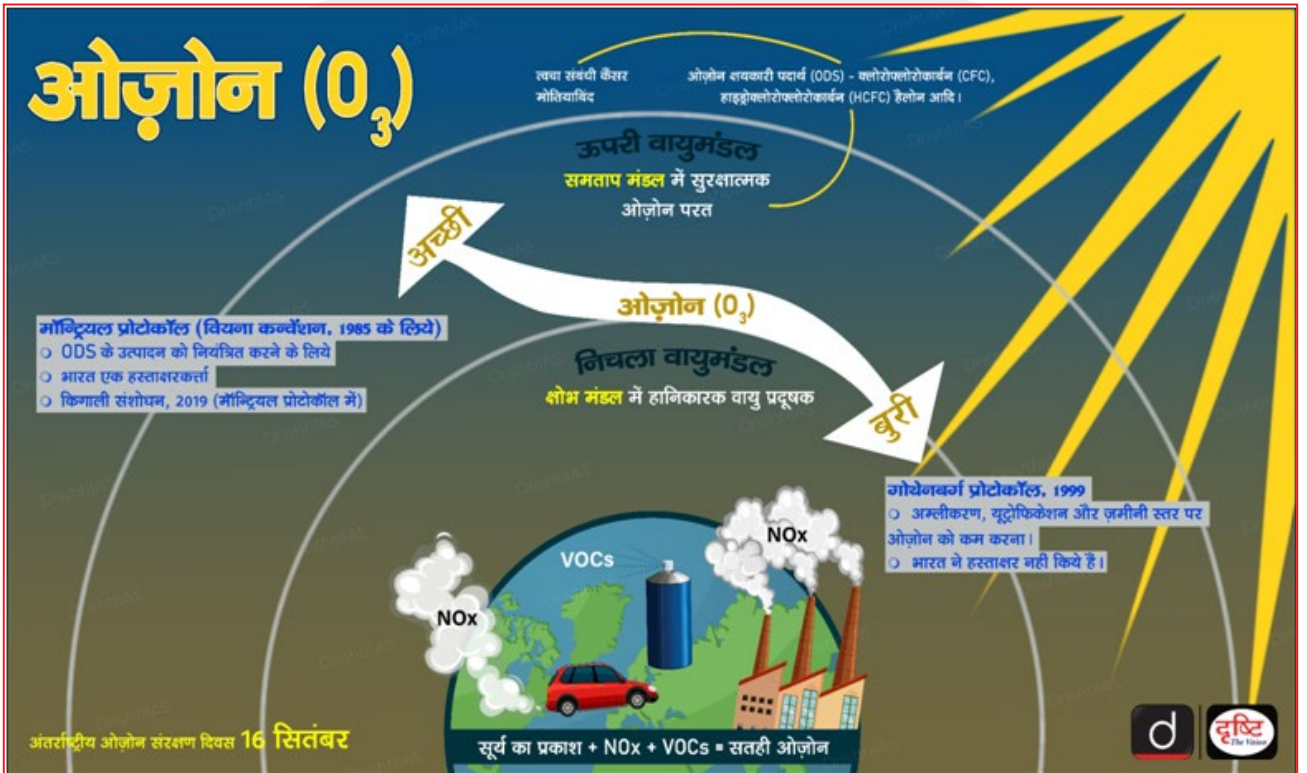 ओज़ोन (O₃)
त्वचा संबंधी कैंसर
मोतियाबिंद
ओज़ोन क्षयकारी पदार्थ (ODS) - क्लोरोफ्लोरोकार्बन (CFC),
हाइड्रोक्लोरोफ्लोरोकार्बन (HCFC) हैलोन आदि।
ऊपरी वायुमंडल
समताप मंडल में सुरक्षात्मक
ओज़ोन परत
अच्छी
ओज़ोन (O₃)
बुरी
निचला वायुमंडल
क्षोभ मंडल में हानिकारक वायु प्रदूषक
मॉन्ट्रियल प्रोटोकॉल (वियना कन्वेंशन, 1985 के लिये)
○ ODS के उत्पादन को नियंत्रित करने के लिये
○ भारत एक हस्ताक्षरकर्त्ता
○ किगाली संशोधन, 2019 (मॉन्ट्रियल प्रोटोकॉल में)
गोथेनबर्ग प्रोटोकॉल, 1999
○ अम्लीकरण, यूट्रोफिकेशन और ज़मीनी स्तर पर
ओज़ोन को कम करना।
○ भारत ने हस्ताक्षर नहीं किये हैं।
NOx
VOCs
NOx
सूर्य का प्रकाश + NOx + VOCs = सतही ओज़ोन
अंतर्राष्ट्रीय ओज़ोन संरक्षण दिवस 16 सितंबर
d
दृष्टि
The Vision